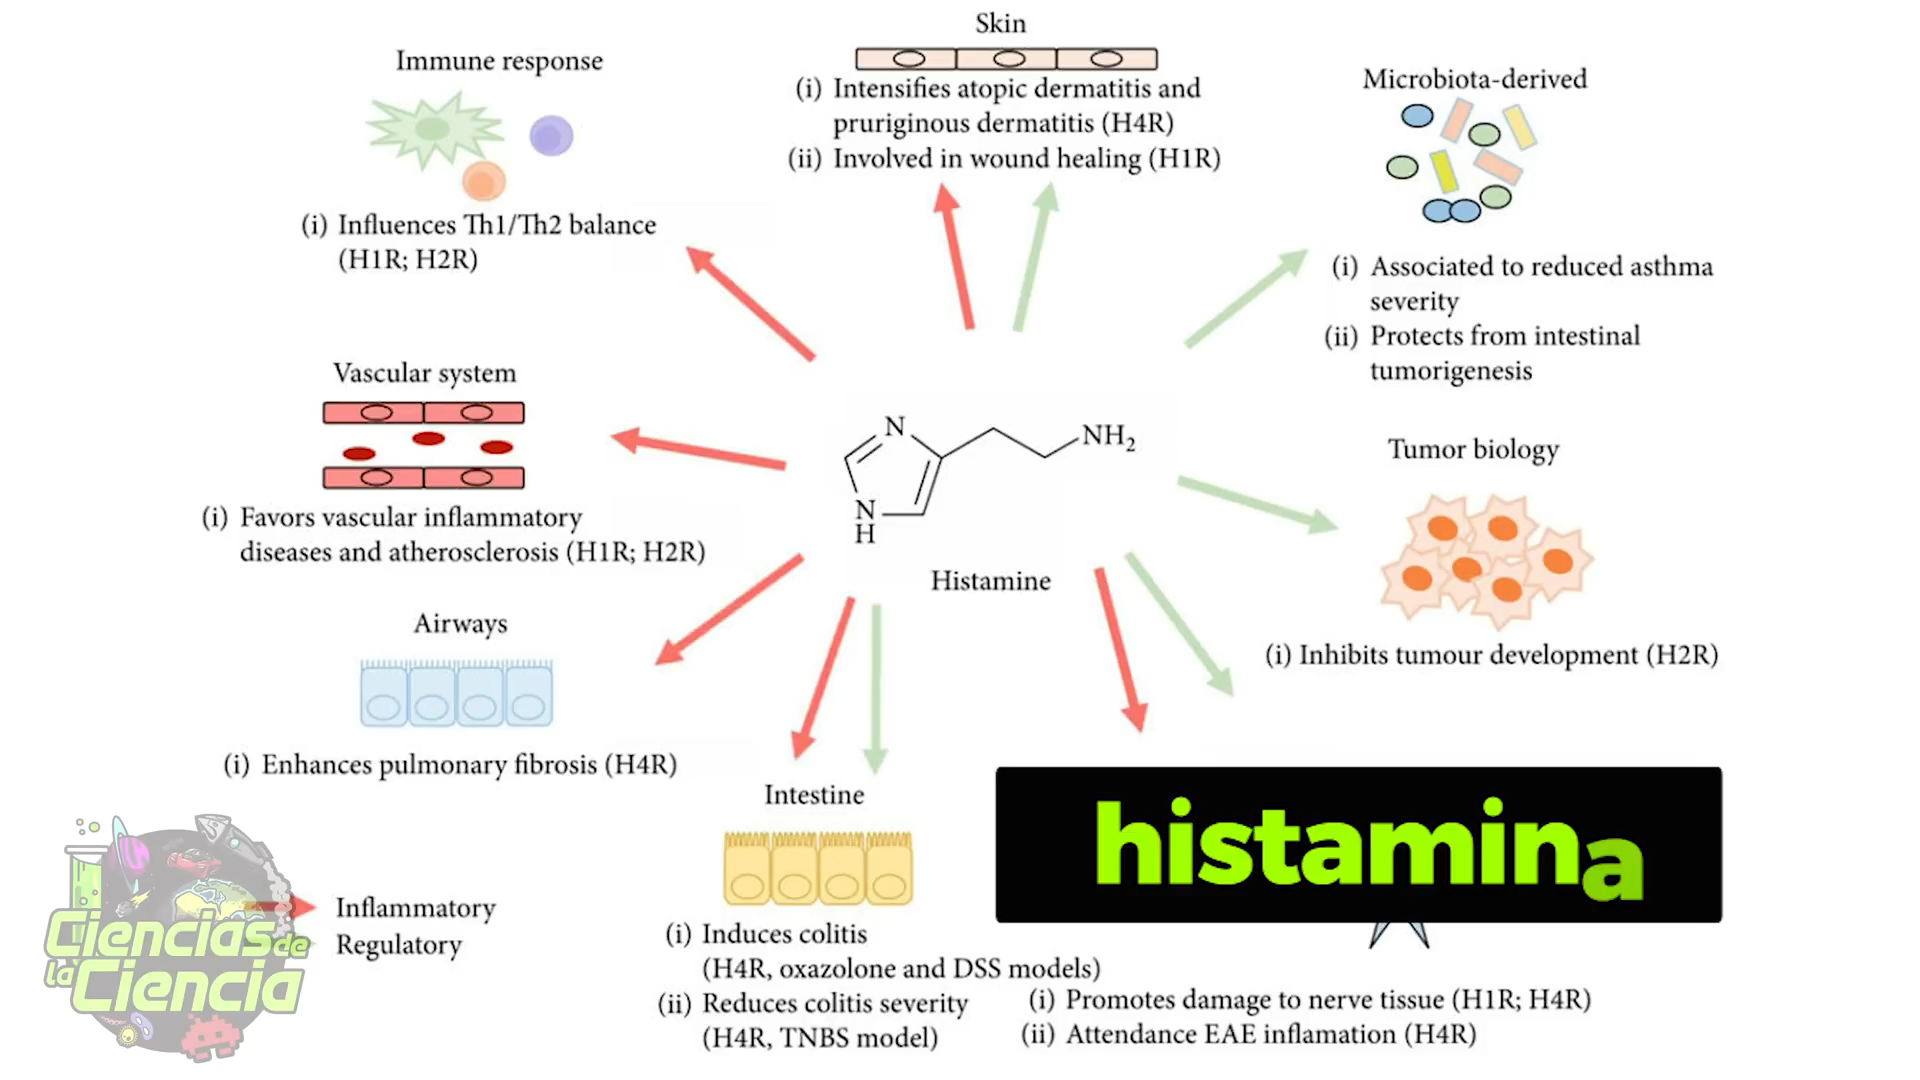 Skin
(i) Intensifies atopic dermatitis and
pruriginous dermatitis (H4R)
(ii) Involved in wound healing (H1R)
Immune response
(i) Influences Th1/Th2 balance
(H1R; H2R)
Microbiota-derived
(i) Associated to reduced asthma
severity
(ii) Protects from intestinal
tumorigenesis
Vascular system
(i) Favors vascular inflammatory
diseases and atherosclerosis (H1R; H2R)
N
NH2
N
H
Histamine
Tumor biology
(i) Inhibits tumour development (H2R)
Airways
(i) Enhances pulmonary fibrosis (H4R)
Intestine
(i) Induces colitis
(H4R, oxazolone and DSS models)
(ii) Reduces colitis severity
(H4R, TNBS model)
histamina
(i) Promotes damage to nerve tissue (H1R; H4R)
(ii) Attendance EAE inflamation (H4R)
Inflammatory
Regulatory
Ciencias de
la Ciencia